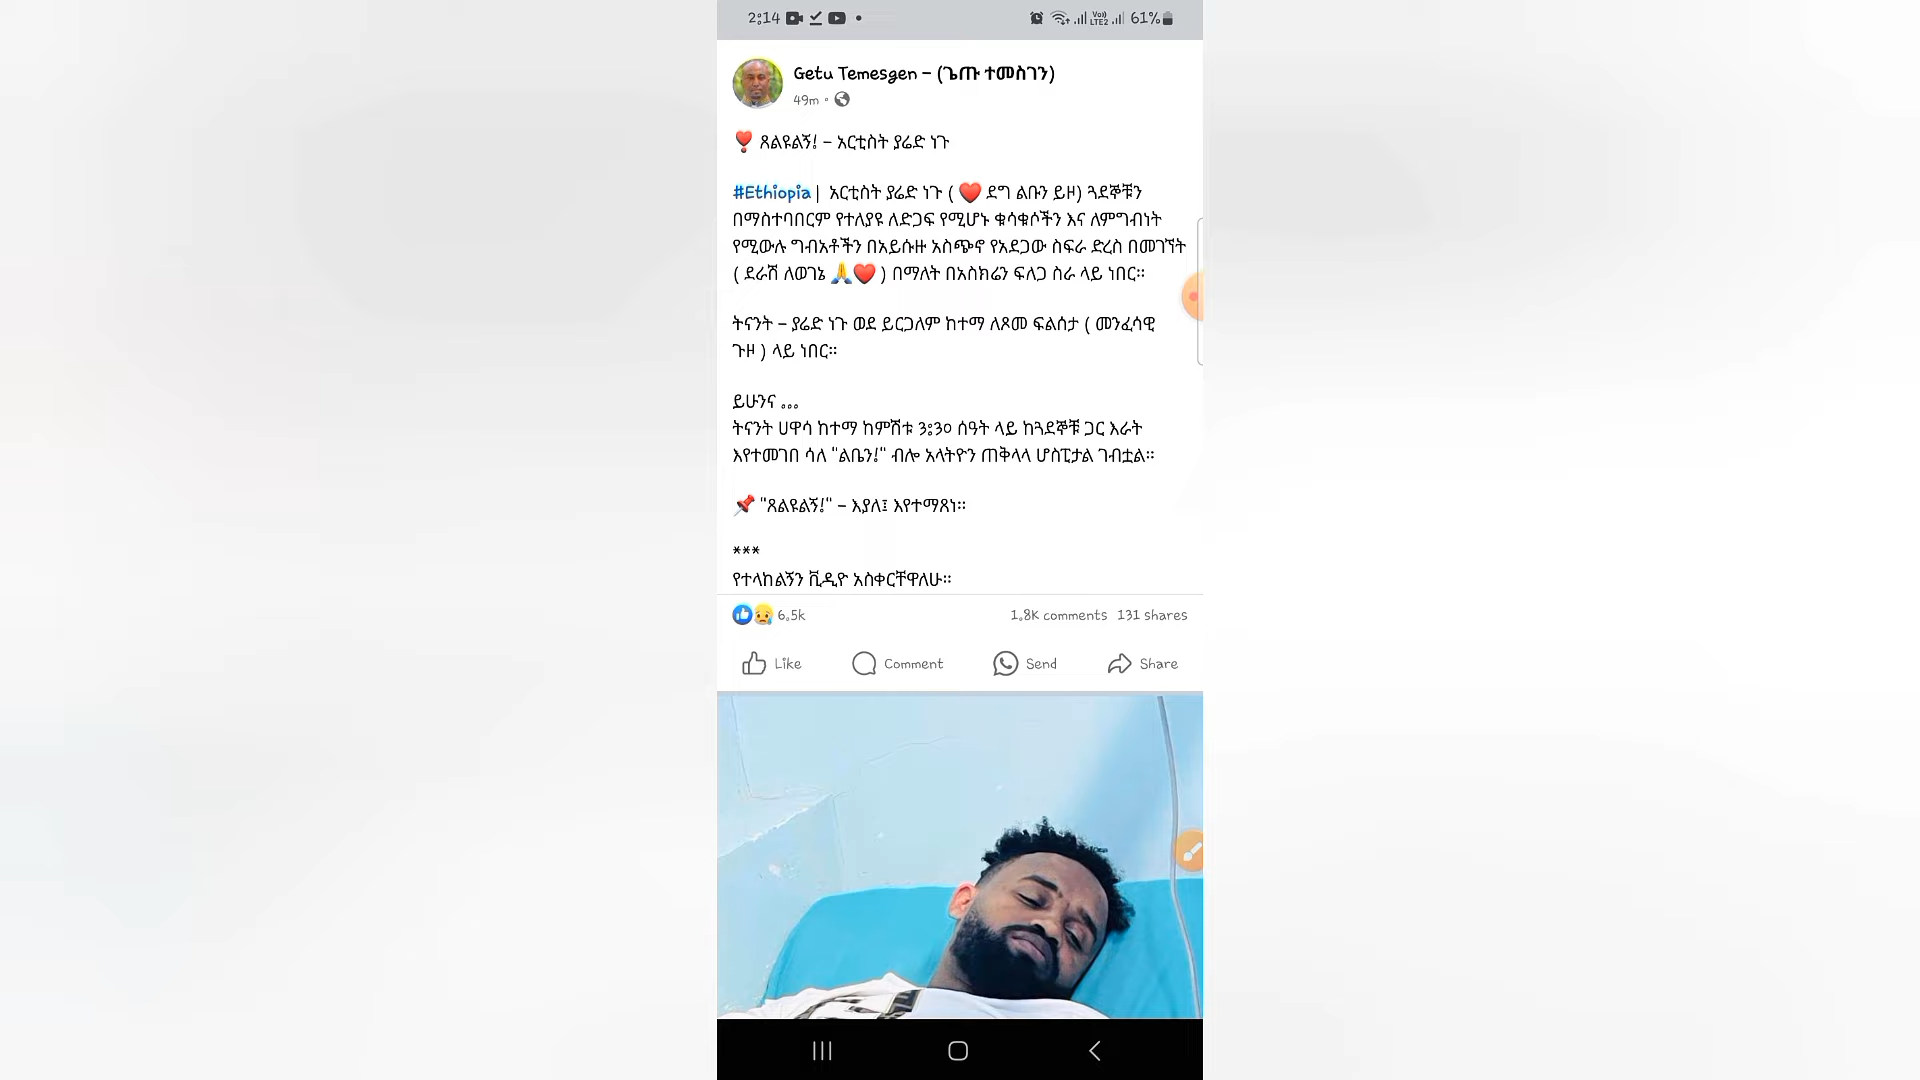 2:14
Vo)) LTE2 61%
Getu Temesgen - (ጌጡ ተመስገን)
49m
ጸልዩልኝ! - አርቲስት ያሬድ ነጉ
#Ethiopia | አርቲስት ያሬድ ነጉ ( ❤️ ደግ ልቡን ይዞ) ጓደኞቹን
በማስተባበርም የተለያዩ ለድጋፍ የሚሆኑ ቁሳቁሶችን እና ለምግብነት
የሚውሉ ግብአቶችን በአይሱዙ አስጭኖ የአደጋው ስፍራ ድረስ በመገኘት
( ደራሽ ለወገኔ 🙏❤️ ) በማለት በአስክሬን ፍለጋ ስራ ላይ ነበር።
ትናንት - ያሬድ ነጉ ወደ ይርጋለም ከተማ ለጾመ ፍልሰታ ( መንፈሳዊ
ጉዞ ) ላይ ነበር።
ይሁንና ...
ትናንት ሀዋሳ ከተማ ከምሽቱ 3:30 ሰዓት ላይ ከጓደኞቹ ጋር እራት
እየተመገበ ሳለ "ልቤን!" ብሎ አላትዮን ጠቅላላ ሆስፒታል ገብቷል።
📌 "ጸልዩልኝ!" - እያለ፤ እየተማጸነ።
***
የተላከልኝን ቪዲዮ አስቀርቸዋለሁ።
6.5k 1.8K comments 131 shares
Like Comment Send Share